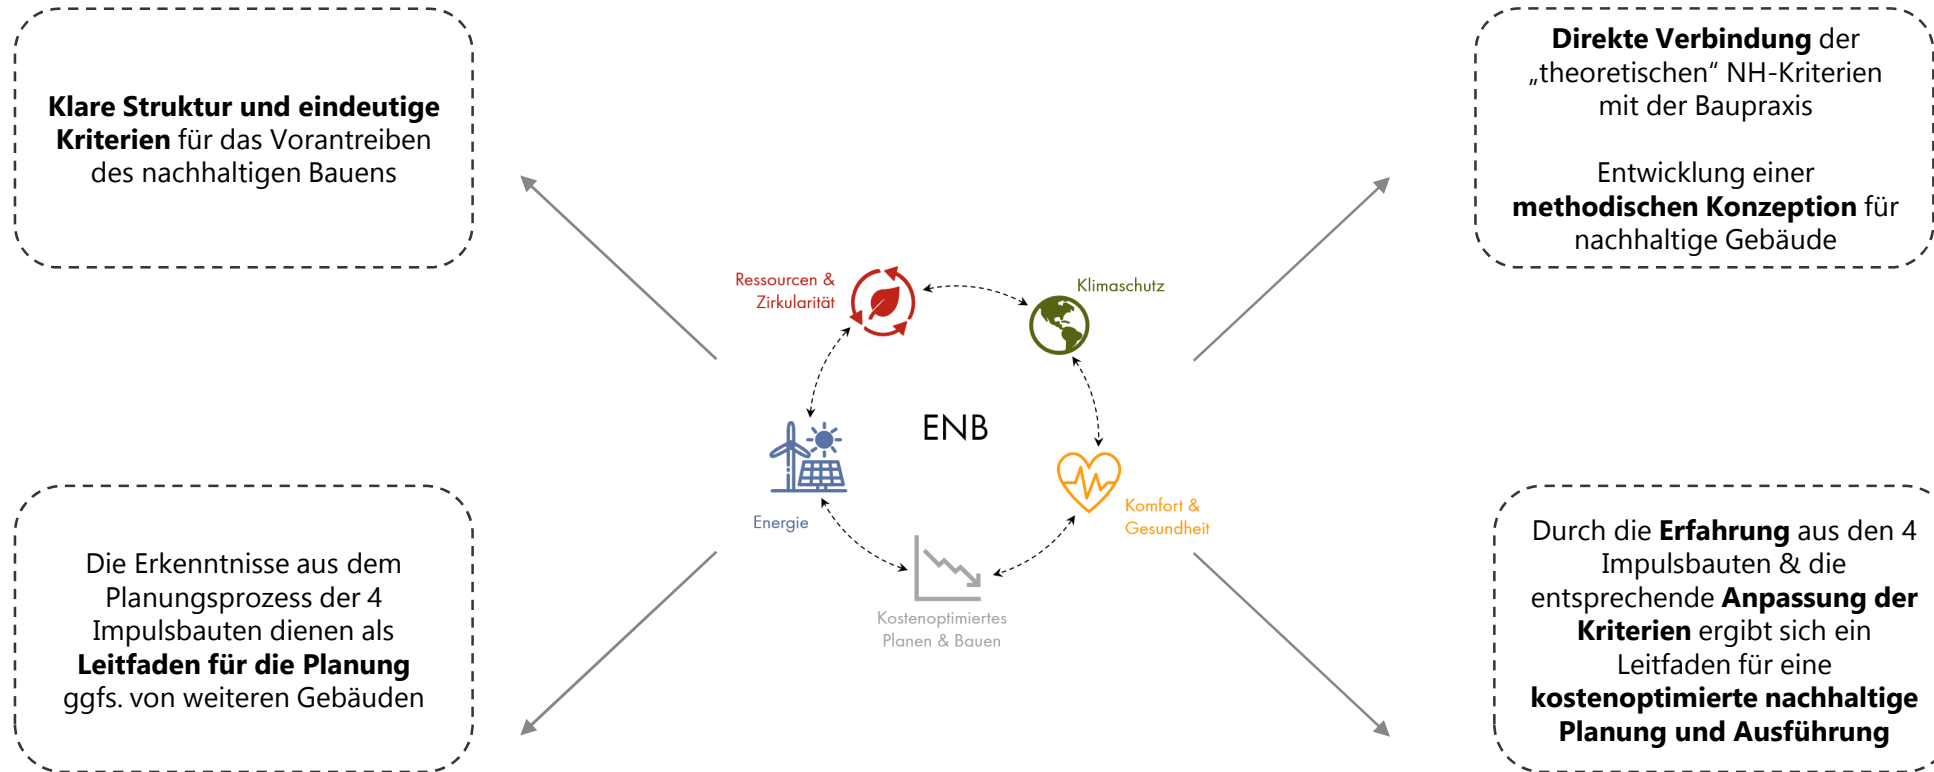 Klare Struktur und eindeutige
Kriterien für das Vorantreiben
des nachhaltigen Bauens
Direkte Verbindung der
„theoretischen“ NH-Kriterien
mit der Baupraxis
Entwicklung einer
methodischen Konzeption für
nachhaltige Gebäude
Ressourcen &
Zirkularität
Klimaschutz
ENB
Energie
Komfort &
Gesundheit
Kostenoptimiertes
Planen & Bauen
Die Erkenntnisse aus dem
Planungsprozess der 4
Impulsbauten dienen als
Leitfaden für die Planung
ggfs. von weiteren Gebäuden
Durch die Erfahrung aus den 4
Impulsbauten & die
entsprechende Anpassung der
Kriterien ergibt sich ein
Leitfaden für eine
kostenoptimierte nachhaltige
Planung und Ausführung